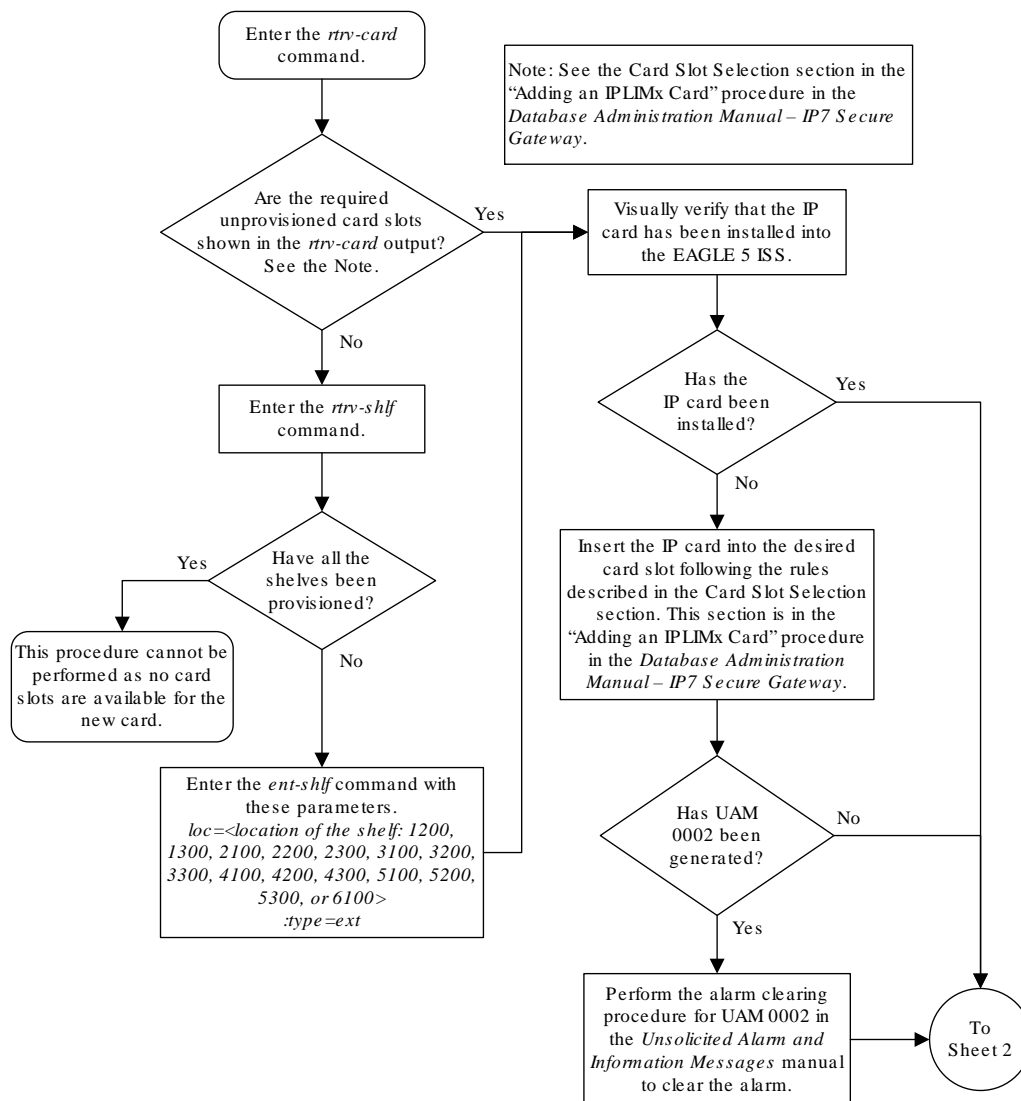 Enter the rtrv-card
command.
Note: See the Card Slot Selection section in the
“Adding an IPLIMx Card” procedure in the
Database Administration Manual – IP7 Secure
Gateway.
Are the required
unprovisioned card slots
shown in the rtrv-card output?
See the Note.
Yes
No
Enter the rtrv-shlf
command.
Have all the
shelves been
provisioned?
Yes
No
This procedure cannot be
performed as no card
slots are available for the
new card.
Enter the ent-shlf command with
these parameters.
loc=<location of the shelf: 1200,
1300, 2100, 2200, 2300, 3100, 3200,
3300, 4100, 4200, 4300, 5100, 5200,
5300, or 6100>
:type=ext
Visually verify that the IP
card has been installed into
the EAGLE 5 ISS.
Has the
IP card been
installed?
Yes
No
Insert the IP card into the desired
card slot following the rules
described in the Card Slot Selection
section. This section is in the
“Adding an IPLIMx Card” procedure
in the Database Administration
Manual – IP7 Secure Gateway.
Has UAM
0002 been
generated?
No
Yes
Perform the alarm clearing
procedure for UAM 0002 in
the Unsolicited Alarm and
Information Messages manual
to clear the alarm.
To
Sheet 2